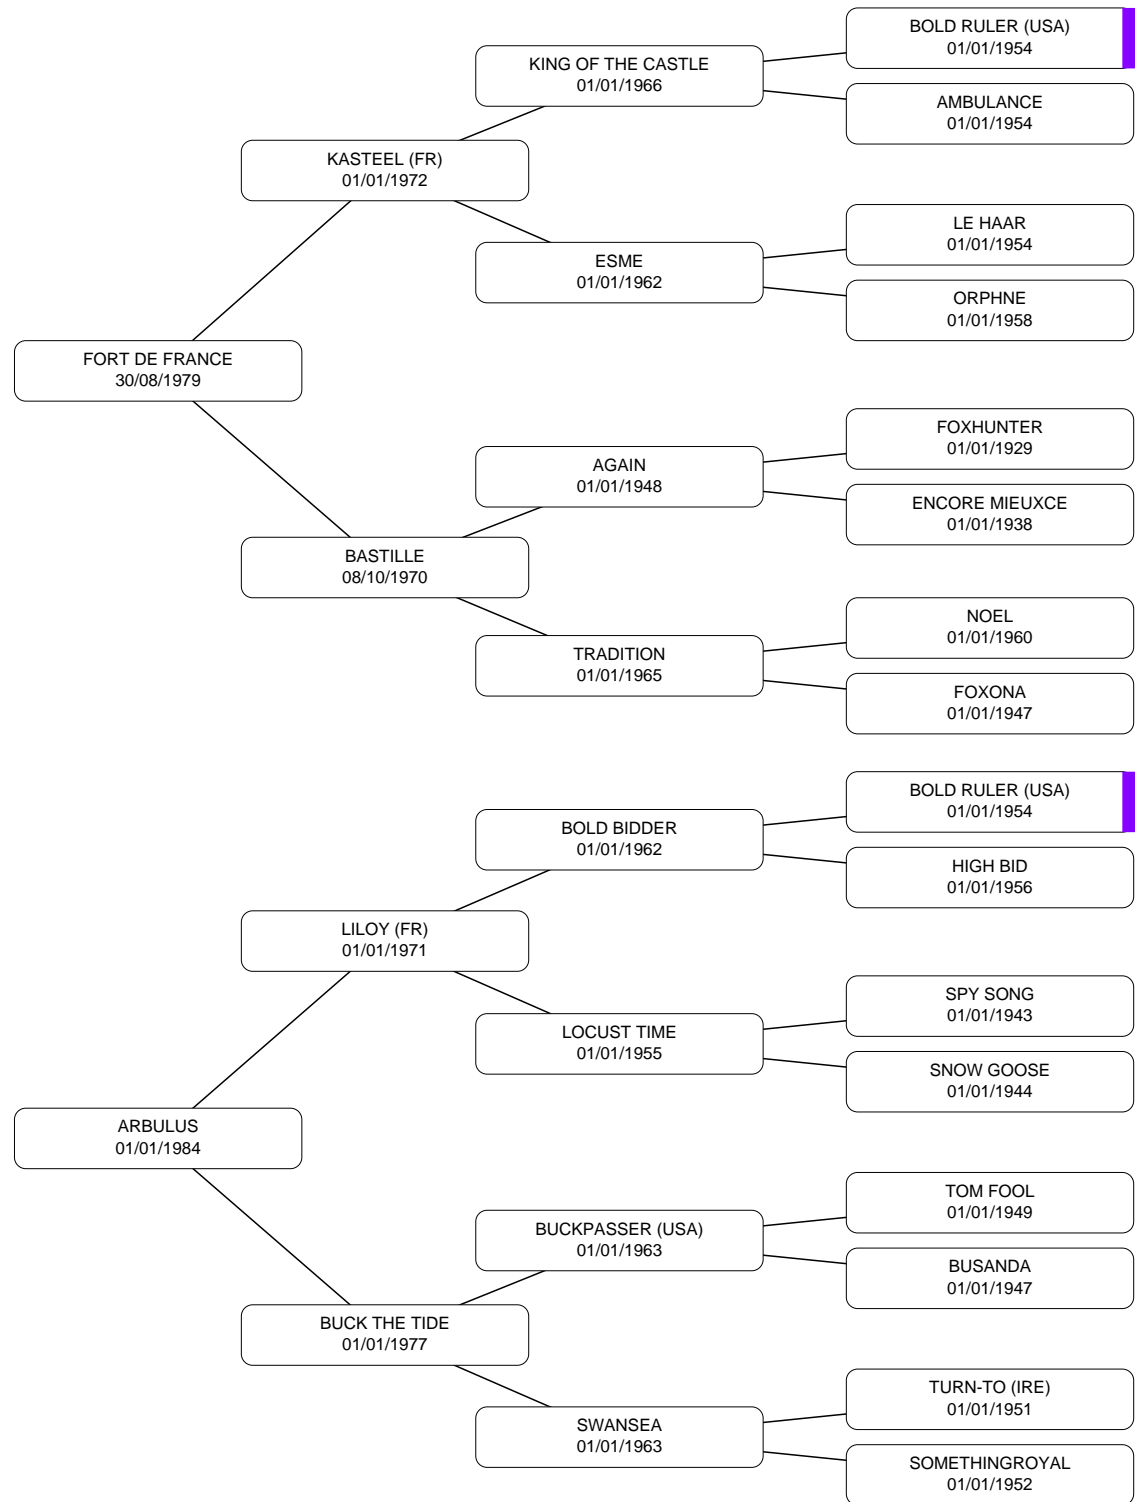 BOLD RULER (USA)
01/01/1954
KING OF THE CASTLE
01/01/1966
AMBULANCE
01/01/1954
KASTEEL (FR)
01/01/1972
LE HAAR
01/01/1954
ESME
01/01/1962
ORPHNE
01/01/1958
FORT DE FRANCE
30/08/1979
FOXHUNTER
01/01/1929
AGAIN
01/01/1948
ENCORE MIEUXCE
01/01/1938
BASTILLE
08/10/1970
NOEL
01/01/1960
TRADITION
01/01/1965
FOXONA
01/01/1947
BOLD RULER (USA)
01/01/1954
BOLD BIDDER
01/01/1962
HIGH BID
01/01/1956
LILOY (FR)
01/01/1971
SPY SONG
01/01/1943
LOCUST TIME
01/01/1955
SNOW GOOSE
01/01/1944
ARBULUS
01/01/1984
TOM FOOL
01/01/1949
BUCKPASSER (USA)
01/01/1963
BUSANDA
01/01/1947
BUCK THE TIDE
01/01/1977
TURN-TO (IRE)
01/01/1951
SWANSEA
01/01/1963
SOMETHINGROYAL
01/01/1952